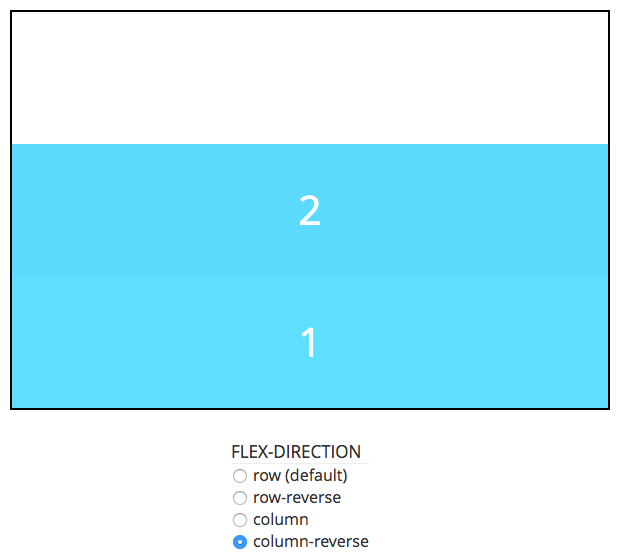 2
1
FLEX-DIRECTION
row (default)
row-reverse
column
column-reverse